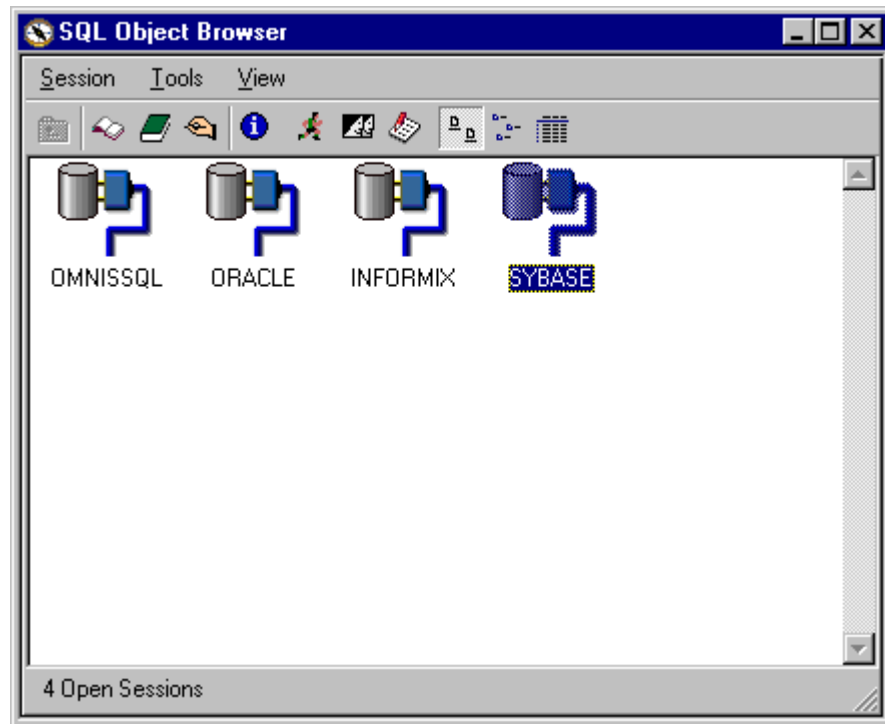 SQL Object Browser
Session Tools View
OMNISSQL ORACLE INFORMIX SYBASE
4 Open Sessions